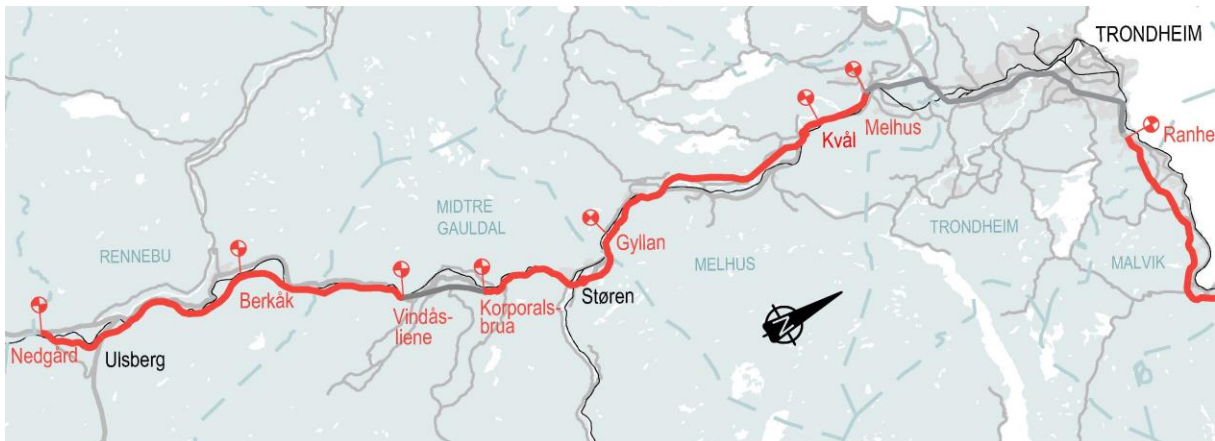 TRONDHEIM
Ranhe
Melhus
Kvål
MIDTRE
GAULDAL
TRONDHEIM
Gyllan
RENNEBU
MELHUS
MALVIK
Berkåk
Støren
Vindås-
liene
Korporals-
brua
Nedgård
Ulsberg
N